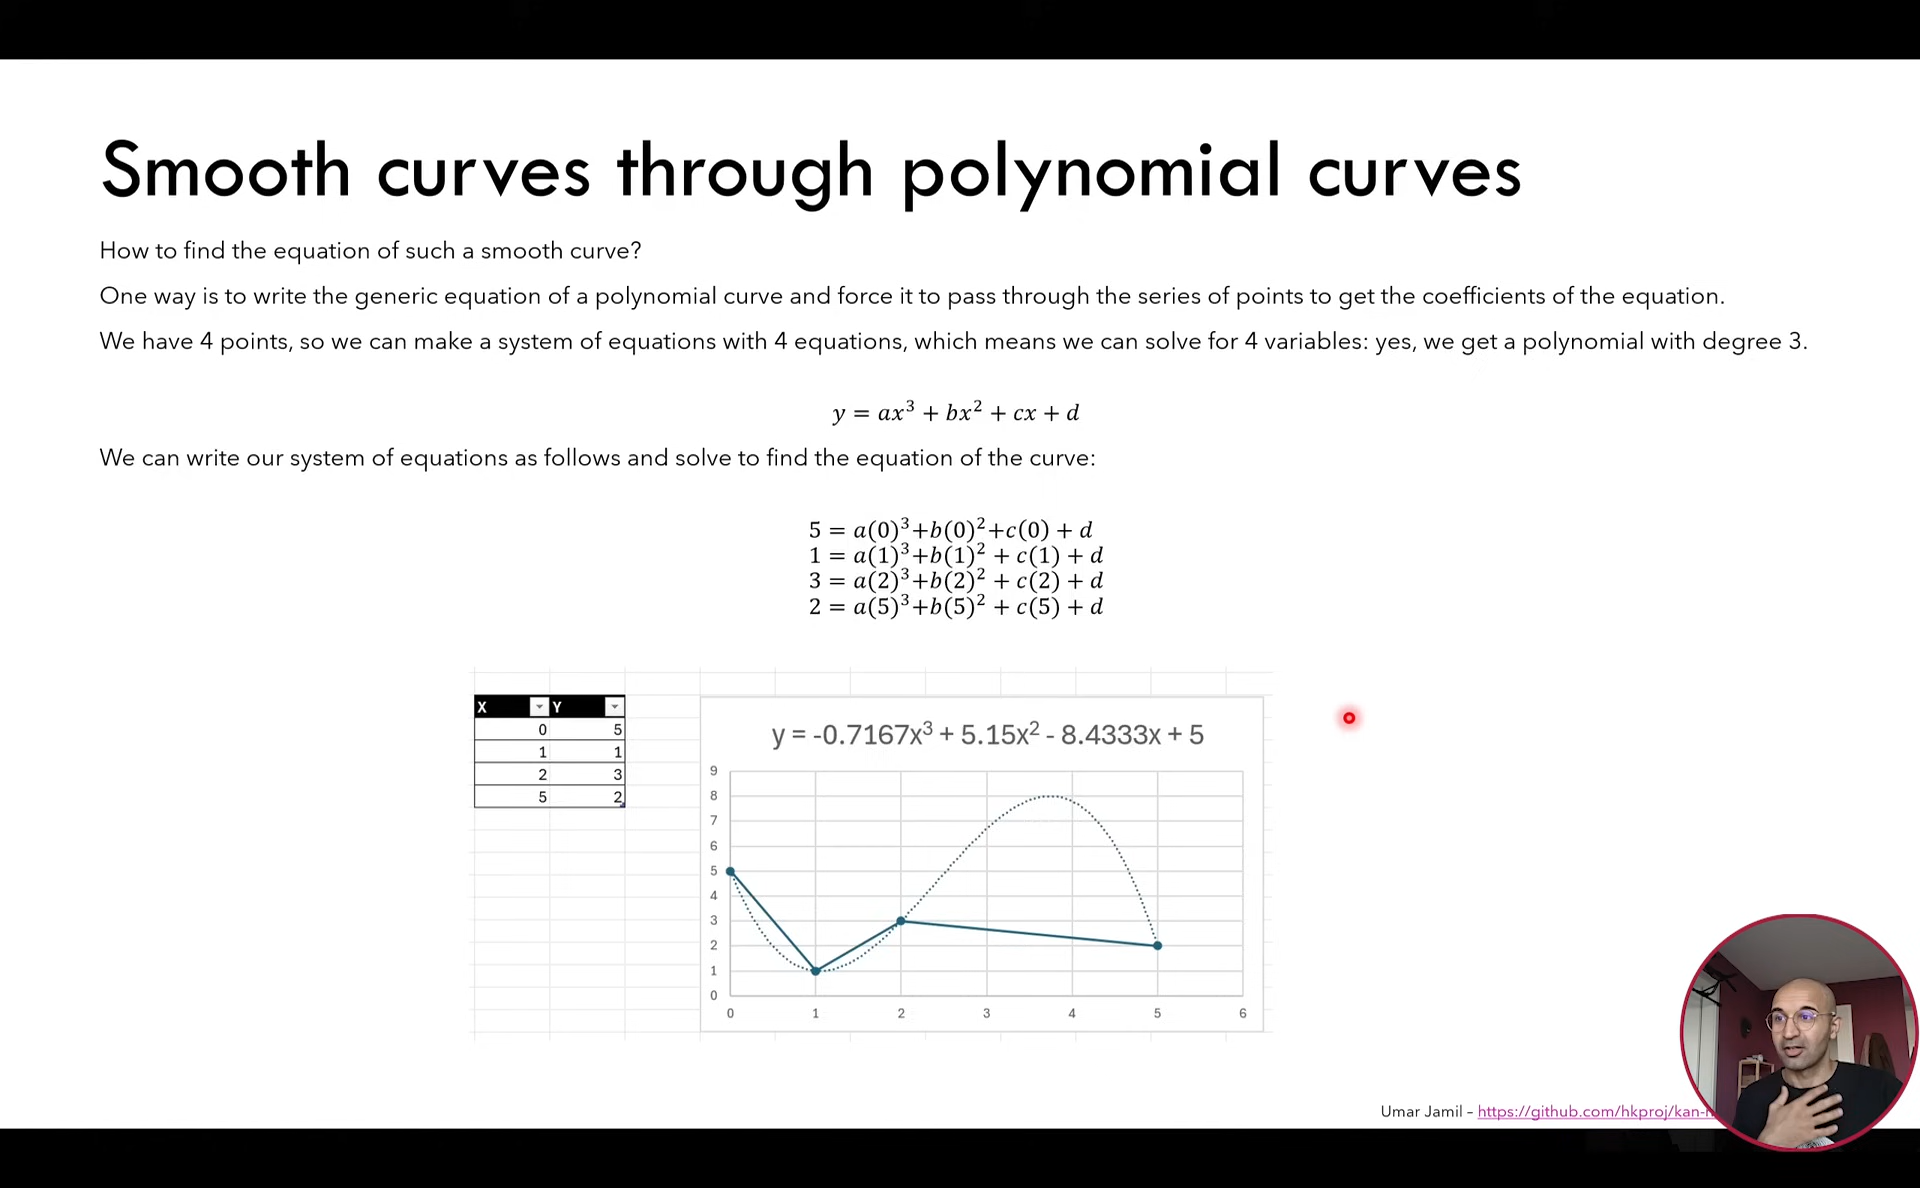 Smooth curves through polynomial curves
How to find the equation of such a smooth curve?
One way is to write the generic equation of a polynomial curve and force it to pass through the series of points to get the coefficients of the equation.
We have 4 points, so we can make a system of equations with 4 equations, which means we can solve for 4 variables: yes, we get a polynomial with degree 3.
y = ax³ + bx² + cx + d
We can write our system of equations as follows and solve to find the equation of the curve:
5 = a(0)³+b(0)²+c(0) + d
1 = a(1)³+b(1)² + c(1) + d
3 = a(2)³+b(2)² + c(2) + d
2 = a(5)³+b(5)² + c(5) + d
X Y
0 5
1 1
2 3
5 2
y = -0.7167x³ + 5.15x² - 8.4333x + 5
9
8
7
6
5
4
3
2
1
0
0 1 2 3 4 5 6
Umar Jamil – https://github.com/hkproj/kan-